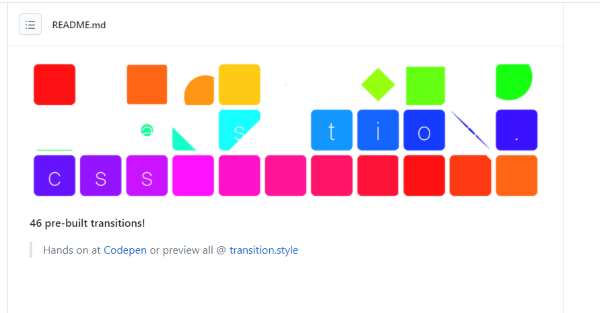 README.md
s t i o .
c s s
46 pre-built transitions!
Hands on at Codepen or preview all @ transition.style